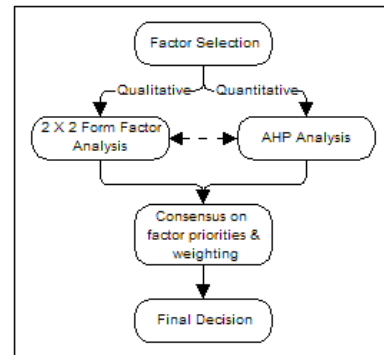 Factor Selection
Qualitative
Quantitative
2 X 2 Form Factor
Analysis
AHP Analysis
Consensus on
factor priorities &
weighting
Final Decision